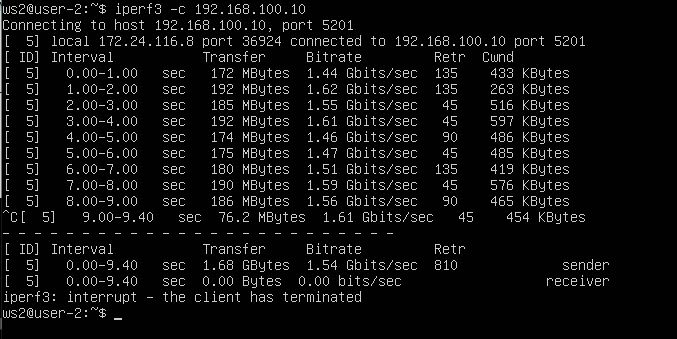 ws2@user-2:~$ iperf3 -c 192.168.100.10
Connecting to host 192.168.100.10, port 5201
[  5] local 172.24.116.8 port 36924 connected to 192.168.100.10 port 5201
[ ID] Interval           Transfer     Bitrate         Retr  Cwnd
[  5]   0.00-1.00   sec   172 MBytes  1.44 Gbits/sec  135    433 KBytes
[  5]   1.00-2.00   sec   192 MBytes  1.62 Gbits/sec  135    263 KBytes
[  5]   2.00-3.00   sec   185 MBytes  1.55 Gbits/sec   45    516 KBytes
[  5]   3.00-4.00   sec   192 MBytes  1.61 Gbits/sec   45    597 KBytes
[  5]   4.00-5.00   sec   174 MBytes  1.46 Gbits/sec   90    486 KBytes
[  5]   5.00-6.00   sec   175 MBytes  1.47 Gbits/sec   45    485 KBytes
[  5]   6.00-7.00   sec   180 MBytes  1.51 Gbits/sec  135    419 KBytes
[  5]   7.00-8.00   sec   190 MBytes  1.59 Gbits/sec   45    576 KBytes
[  5]   8.00-9.00   sec   186 MBytes  1.56 Gbits/sec   90    465 KBytes
^C[  5]   9.00-9.40   sec  76.2 MBytes  1.61 Gbits/sec   45    454 KBytes
- - - - - - - - - - - - - - - - - - - - - - - - -
[ ID] Interval           Transfer     Bitrate         Retr
[  5]   0.00-9.40   sec  1.68 GBytes  1.54 Gbits/sec  810             sender
[  5]   0.00-9.40   sec  0.00 Bytes  0.00 bits/sec                  receiver
iperf3: interrupt - the client has terminated
ws2@user-2:~$ _